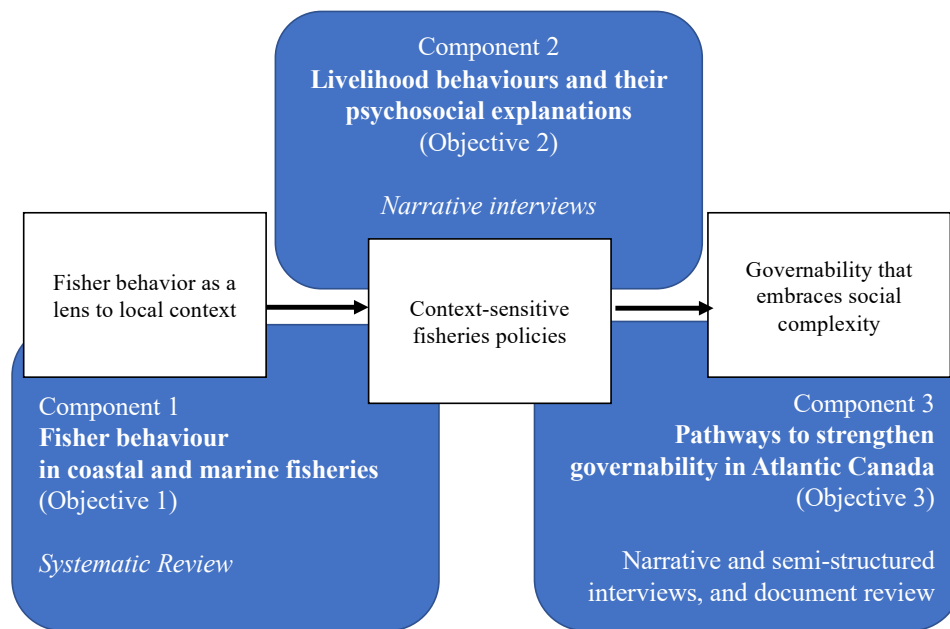 Component 2
Livelihood behaviours and their
psychosocial explanations
(Objective 2)
Narrative interviews
Fisher behavior as a
lens to local context
Context-sensitive
fisheries policies
Governability that
embraces social
complexity
Component 1
Fisher behaviour
in coastal and marine fisheries
(Objective 1)
Systematic Review
Component 3
Pathways to strengthen
governability in Atlantic Canada
(Objective 3)
Narrative and semi-structured
interviews, and document review